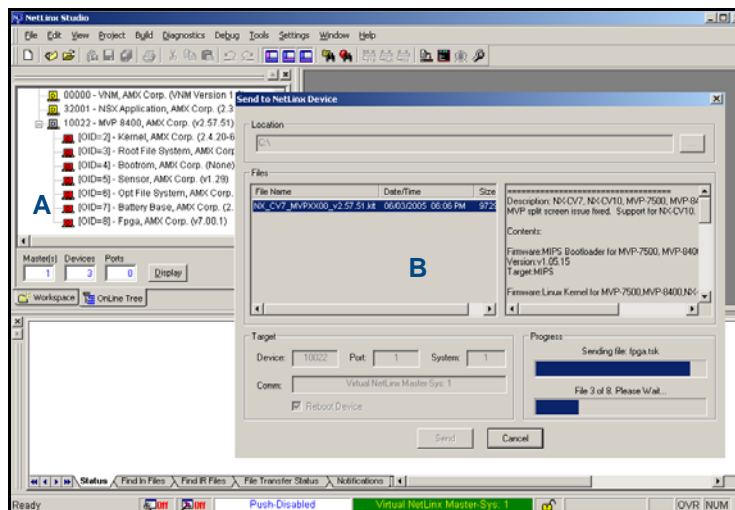 NetLinx Studio
File Edit View Project Build Diagnostics Debug Tools Settings Window Help
00000 - VNM, AMX Corp. (VNM Version 1
32001 - NSX Application, AMX Corp. (2.3
10022 - MVP 8400, AMX Corp. (v2.57.51)
[OID=2] - Kernel, AMX Corp. (2.4.20-6
[OID=3] - Root File System, AMX Corp
[OID=4] - Bootrom, AMX Corp. (None)
[OID=5] - Sensor, AMX Corp. (v1.29)
[OID=6] - Opt File System, AMX Corp.
[OID=7] - Battery Base, AMX Corp. (2.
[OID=8] - Fpga, AMX Corp. (v7.00.1)
A
Master(s) Devices Ports
1 3 0 Display
Workspace OnLine Tree
Send to NetLinx Device
Location
C:\
...
Files
File Name Date/Time Size
NX_CV7_MVPXX00_v2.57.51.kit 06/03/2005 06:06 PM 9729
==================================
Description: NX-CV7, NX-CV10, MVP-7500, MVP-84
MVP split screen issue fixed. Support for NX-CV10.
Contents:
Firmware:MIPS Bootloader for MVP-7500, MVP-8400
Version:v1.05.15
Target:MIPS
Firmware:Linux Kernel for MVP-7500,MVP-8400,NX-
B
Target
Device: 10022 Port: 1 System: 1
Comm: Virtual NetLinx Master-Sys: 1
Reboot Device
Progress
Sending file: fpga.tsk
File 3 of 8. Please Wait...
Send Cancel
Status Find In Files Find IR Files File Transfer Status Notifications
Ready Off Off Push-Disabled Virtual NetLinx Master-Sys: 1 OVR NUM